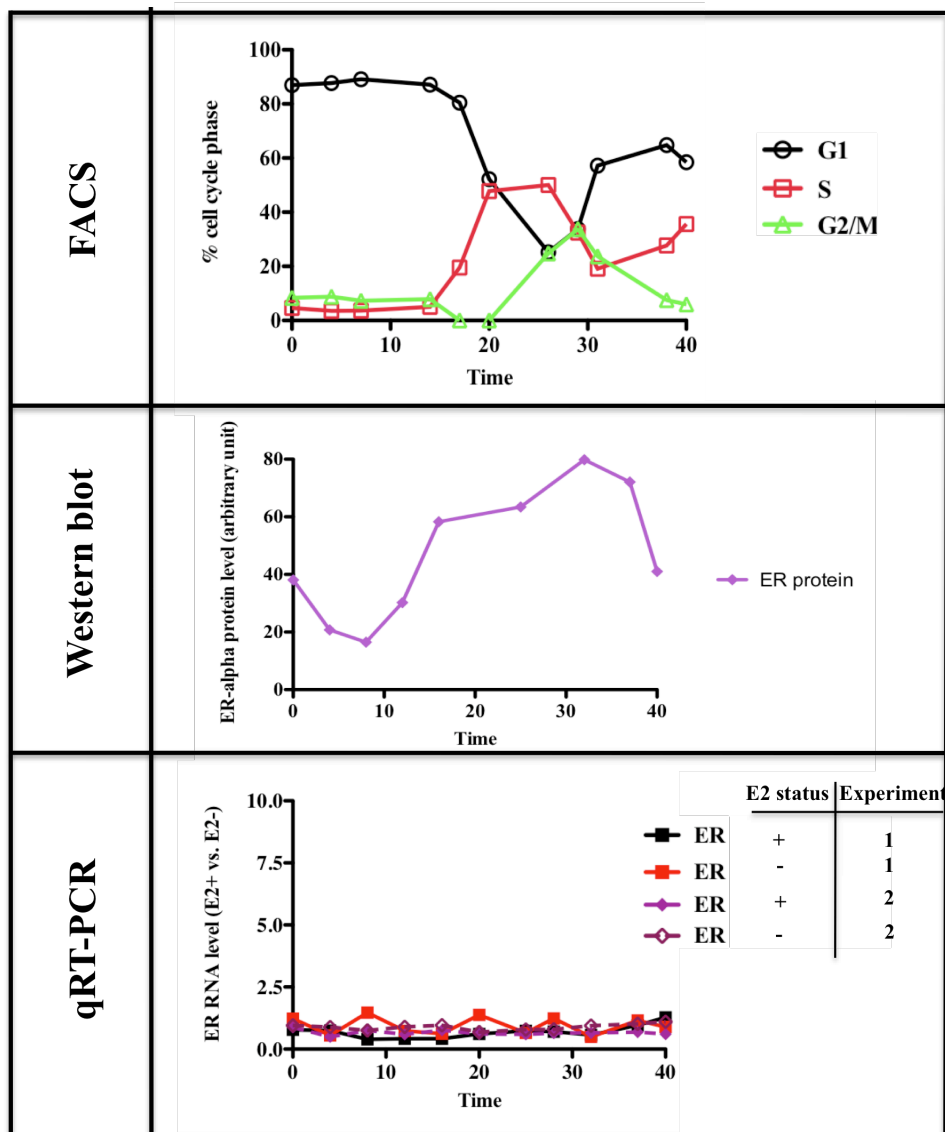 FACS
% cell cycle phase
100
80
60
40
20
0
0 20 30 40
Time
G1
S
G2/M
Western blot
ER-alpha protein level (arbitrary unit)
80
60
40
20
0
0 10 20 30 40
Time
ER protein
qRT-PCR
ER RNA level (E2+ vs. E2-)
10.0
7.5
5.0
2.5
0.0
0 10 20 30 40
Time
E2 status Experiment
ER + 1
ER - 1
ER + 2
ER - 2